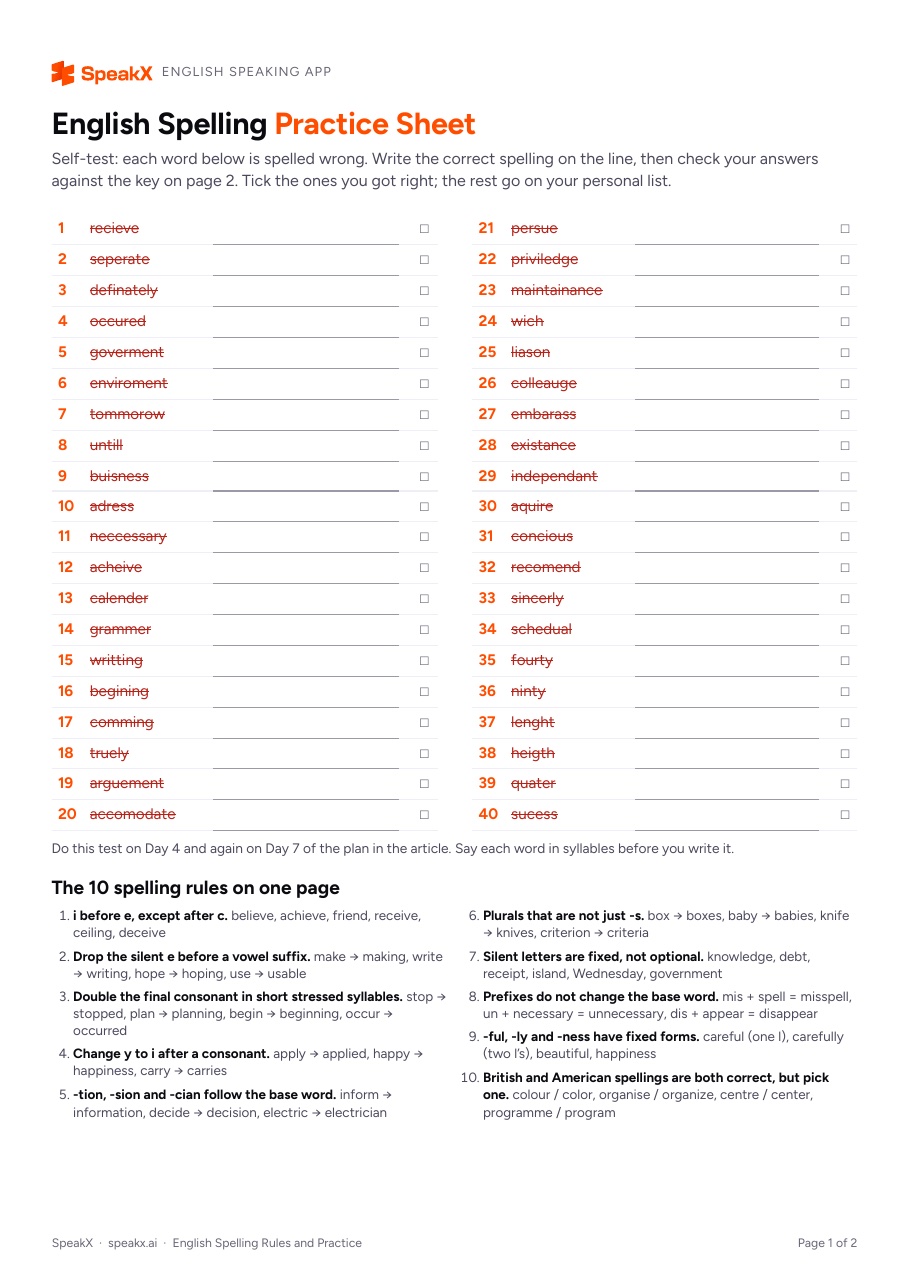 SpeakX ENGLISH SPEAKING APP
English Spelling Practice Sheet
Self-test: each word below is spelled wrong. Write the correct spelling on the line, then check your answers
against the key on page 2. Tick the ones you got right; the rest go on your personal list.
1 recieve
2 seperate
3 definately
4 occured
5 goverment
6 enviroment
7 tommorow
8 untill
9 buisness
10 adress
11 neccessary
12 acheive
13 calender
14 grammer
15 writting
16 begining
17 comming
18 truely
19 arguement
20 accomodate
21 persue
22 priviledge
23 maintainance
24 wich
25 liason
26 colleauge
27 embarass
28 existance
29 independant
30 aquire
31 concious
32 recomend
33 sincerly
34 schedual
35 fourty
36 ninty
37 lenght
38 heigth
39 quater
40 sucess
Do this test on Day 4 and again on Day 7 of the plan in the article. Say each word in syllables before you write it.
The 10 spelling rules on one page
1. i before e, except after c. believe, achieve, friend, receive,
ceiling, deceive
2. Drop the silent e before a vowel suffix. make → making, write
→ writing, hope → hoping, use → usable
3. Double the final consonant in short stressed syllables. stop →
stopped, plan → planning, begin → beginning, occur →
occurred
4. Change y to i after a consonant. apply → applied, happy →
happiness, carry → carries
5. -tion, -sion and -cian follow the base word. inform →
information, decide → decision, electric → electrician
6. Plurals that are not just -s. box → boxes, baby → babies, knife
→ knives, criterion → criteria
7. Silent letters are fixed, not optional. knowledge, debt,
receipt, island, Wednesday, government
8. Prefixes do not change the base word. mis + spell = misspell,
un + necessary = unnecessary, dis + appear = disappear
9. -ful, -ly and -ness have fixed forms. careful (one l), carefully
(two l's), beautiful, happiness
10. British and American spellings are both correct, but pick
one. colour / color, organise / organize, centre / center,
programme / program
SpeakX · speakx.ai · English Spelling Rules and Practice
Page 1 of 2